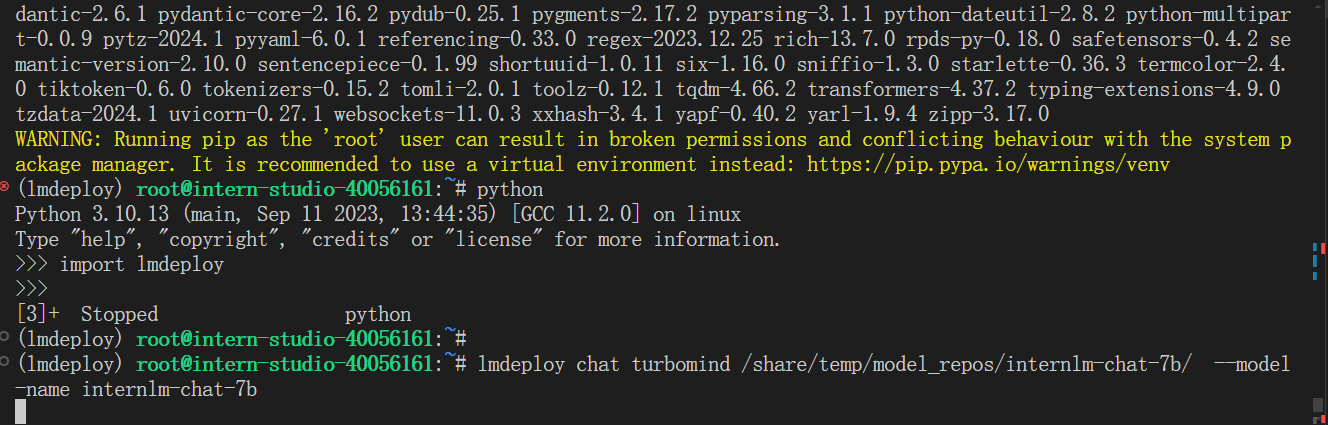 dantic-2.6.1 pydantic-core-2.16.2 pydub-0.25.1 pygments-2.17.2 pyparsing-3.1.1 python-dateutil-2.8.2 python-multipar
t-0.0.9 pytz-2024.1 pyyaml-6.0.1 referencing-0.33.0 regex-2023.12.25 rich-13.7.0 rpds-py-0.18.0 safetensors-0.4.2 se
mantic-version-2.10.0 sentencepiece-0.1.99 shortuuid-1.0.11 six-1.16.0 sniffio-1.3.0 starlette-0.36.3 termcolor-2.4.
0 tiktoken-0.6.0 tokenizers-0.15.2 tomli-2.0.1 toolz-0.12.1 tqdm-4.66.2 transformers-4.37.2 typing-extensions-4.9.0
tzdata-2024.1 uvicorn-0.27.1 websockets-11.0.3 xxhash-3.4.1 yapf-0.40.2 yarl-1.9.4 zipp-3.17.0
WARNING: Running pip as the 'root' user can result in broken permissions and conflicting behaviour with the system p
ackage manager. It is recommended to use a virtual environment instead: https://pip.pypa.io/warnings/venv
(lmdeploy) root@intern-studio-40056161:~# python
Python 3.10.13 (main, Sep 11 2023, 13:44:35) [GCC 11.2.0] on linux
Type "help", "copyright", "credits" or "license" for more information.
>>> import lmdeploy
>>>
[3]+  Stopped                 python
(lmdeploy) root@intern-studio-40056161:~#
(lmdeploy) root@intern-studio-40056161:~# lmdeploy chat turbomind /share/temp/model_repos/internlm-chat-7b/  --model
-name internlm-chat-7b